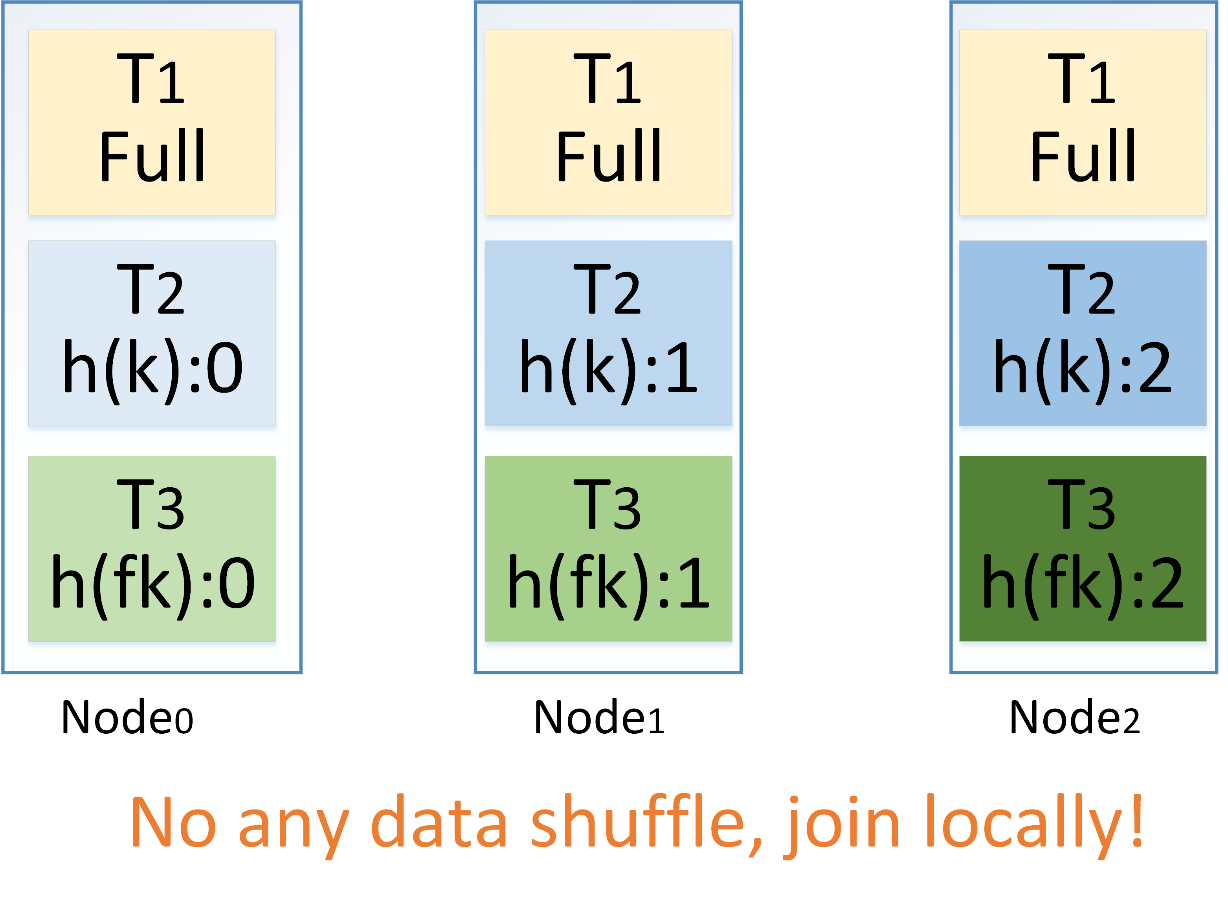 T1
Full
T2
h(k):0
T3
h(fk):0
Node0
T1
Full
T2
h(k):1
T3
h(fk):1
Node1
T1
Full
T2
h(k):2
T3
h(fk):2
Node2
No any data shuffle, join locally!